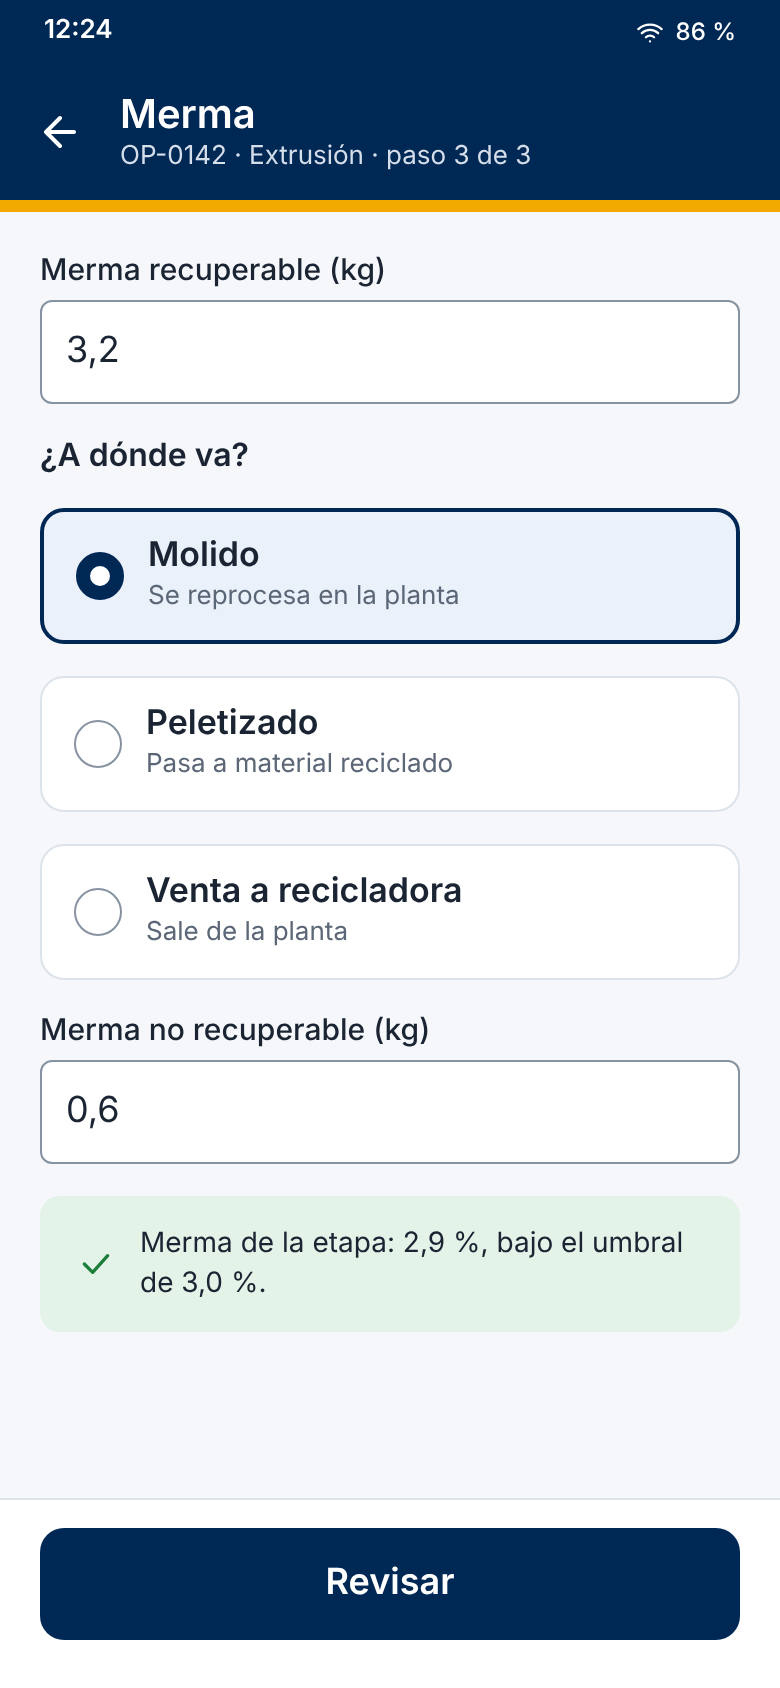 12:24
86 %
Merma
OP-0142 · Extrusión · paso 3 de 3
Merma recuperable (kg)
3,2
¿A dónde va?
Molido
Se reprocesa en la planta
Peletizado
Pasa a material reciclado
Venta a recicladora
Sale de la planta
Merma no recuperable (kg)
0,6
Merma de la etapa: 2,9 %, bajo el umbral
de 3,0 %.
Revisar